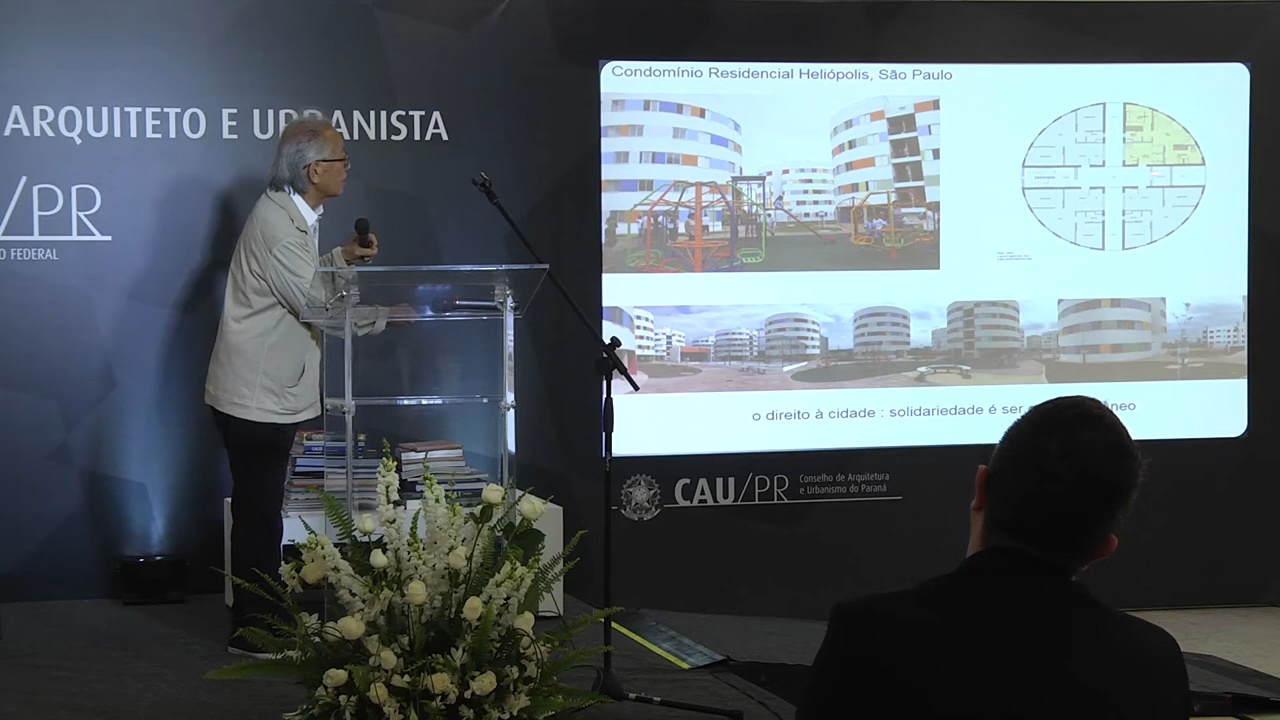 ARQUITETO E URBANISTA
/PR
O FEDERAL
Condomínio Residencial Heliópolis, São Paulo
o direito à cidade : solidariedade é ser
CAU/PR
Conselho de Arquitetura
e Urbanismo do Paraná